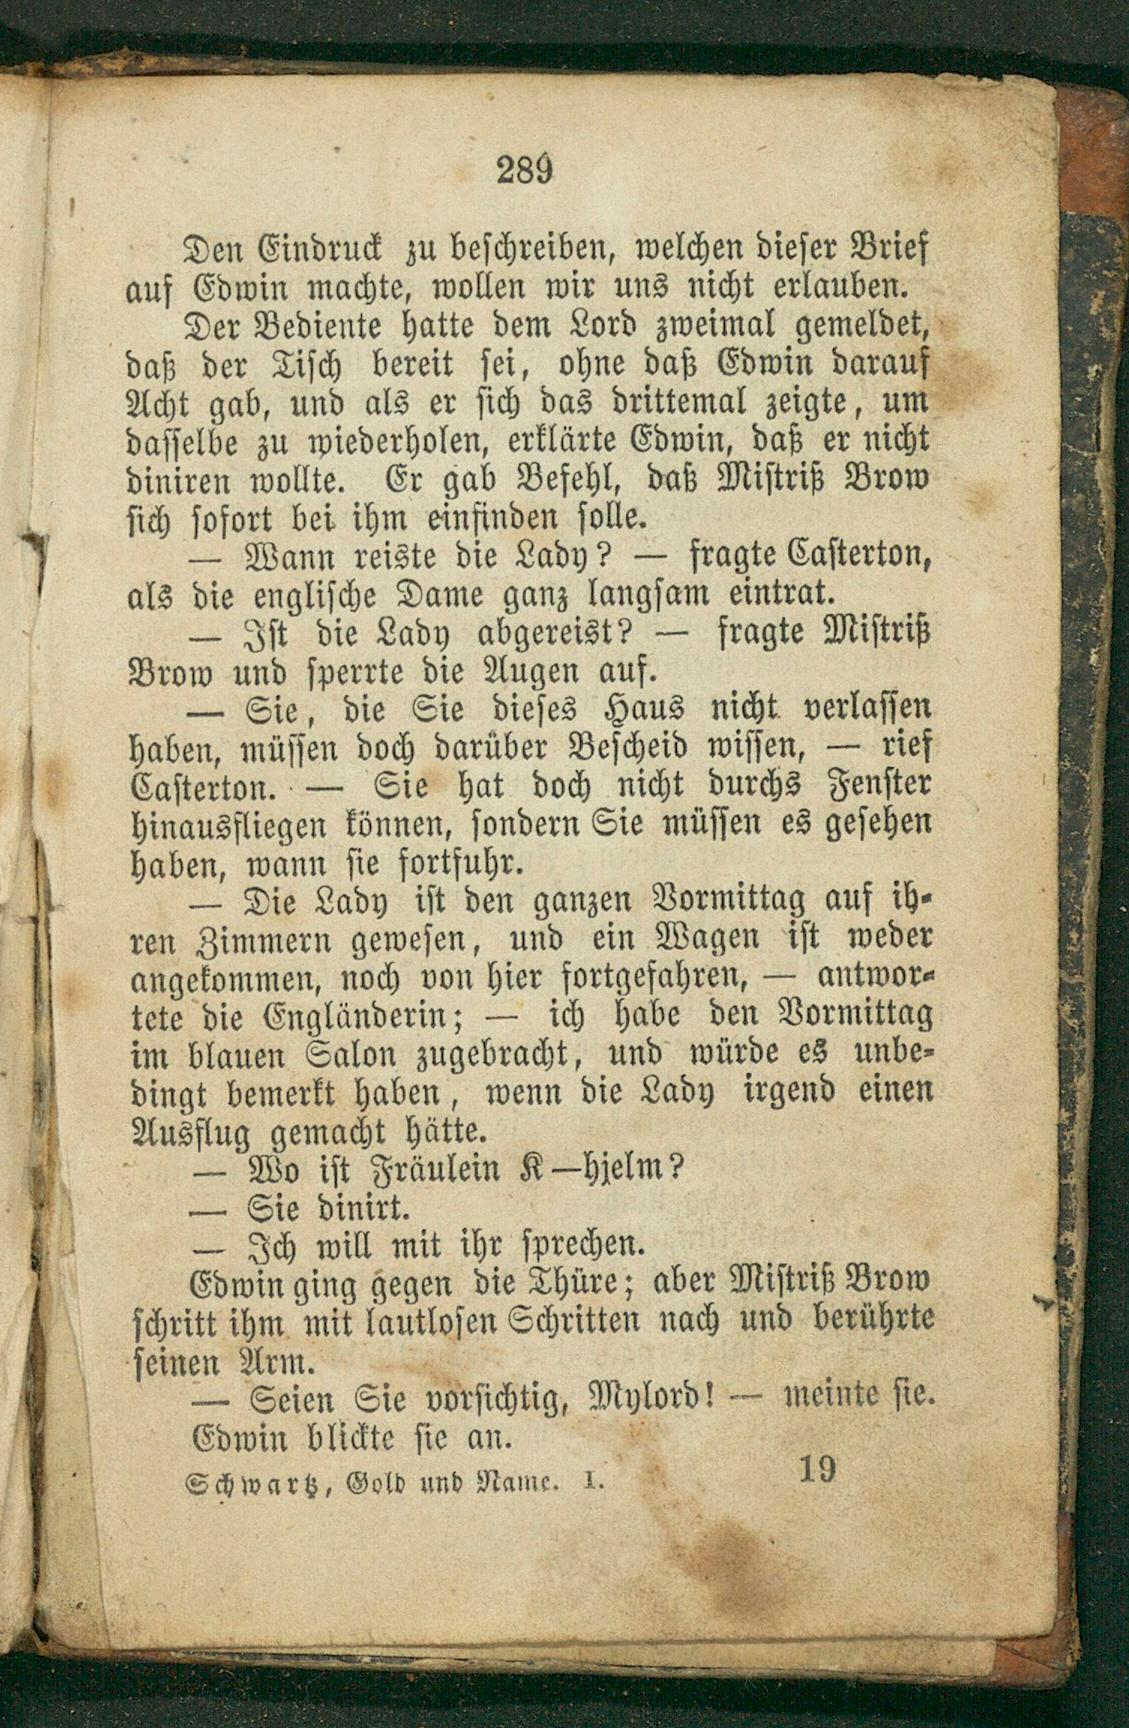 289
Den Eindruck zu beschreiben, welchen dieser Brief
auf Edwin machte, wollen wir uns nicht erlauben.
Der Bediente hatte dem Lord zweimal gemeldet,
daß der Tisch bereit sei, ohne daß Edwin darauf
Acht gab, und als er sich das drittemal zeigte, um
dasselbe zu wiederholen, erklärte Edwin, daß er nicht
diniren wollte. Er gab Befehl, daß Mistriß Brow
sich sofort bei ihm einfinden solle.
— Wann reiste die Lady? — fragte Casterton,
als die englische Dame ganz langsam eintrat.
— Ist die Lady abgereist? — fragte Mistriß
Brow und sperrte die Augen auf.
— Sie, die Sie dieses Haus nicht verlassen
haben, müssen doch darüber Bescheid wissen, — rief
Casterton. — Sie hat doch nicht durchs Fenster
hinausfliegen können, sondern Sie müssen es gesehen
haben, wann sie fortfuhr.
— Die Lady ist den ganzen Vormittag auf ih-
ren Zimmern gewesen, und ein Wagen ist weder
angekommen, noch von hier fortgefahren, — antwor-
tete die Engländerin; — ich habe den Vormittag
im blauen Salon zugebracht, und würde es unbe-
dingt bemerkt haben, wenn die Lady irgend einen
Ausflug gemacht hätte.
— Wo ist Fräulein K—hjelm?
— Sie dinirt.
— Ich will mit ihr sprechen.
Edwin ging gegen die Thüre; aber Mistriß Brow
schritt ihm mit lautlosen Schritten nach und berührte
seinen Arm.
— Seien Sie vorsichtig, Mylord! — meinte sie.
Edwin blickte sie an.
Schwartz, Gold und Name. I.
19